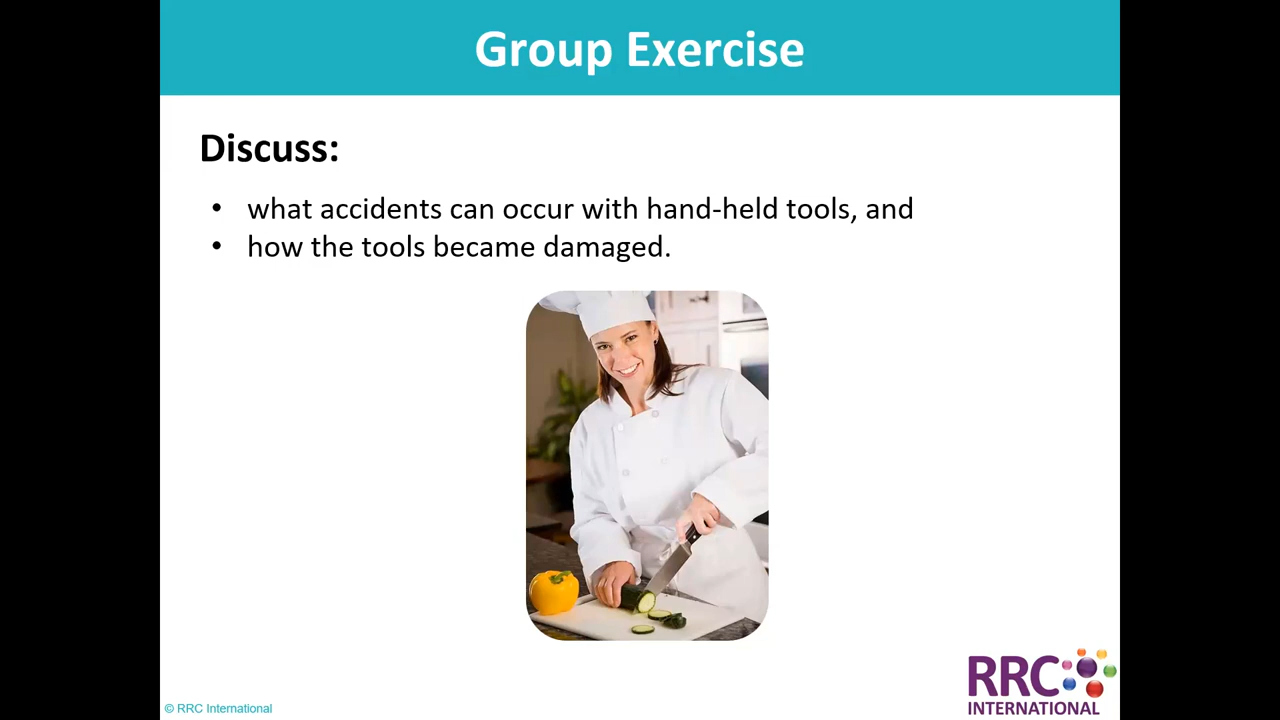 Group Exercise
Discuss:
• what accidents can occur with hand-held tools, and
• how the tools became damaged.
RRC
INTERNATIONAL
© RRC International